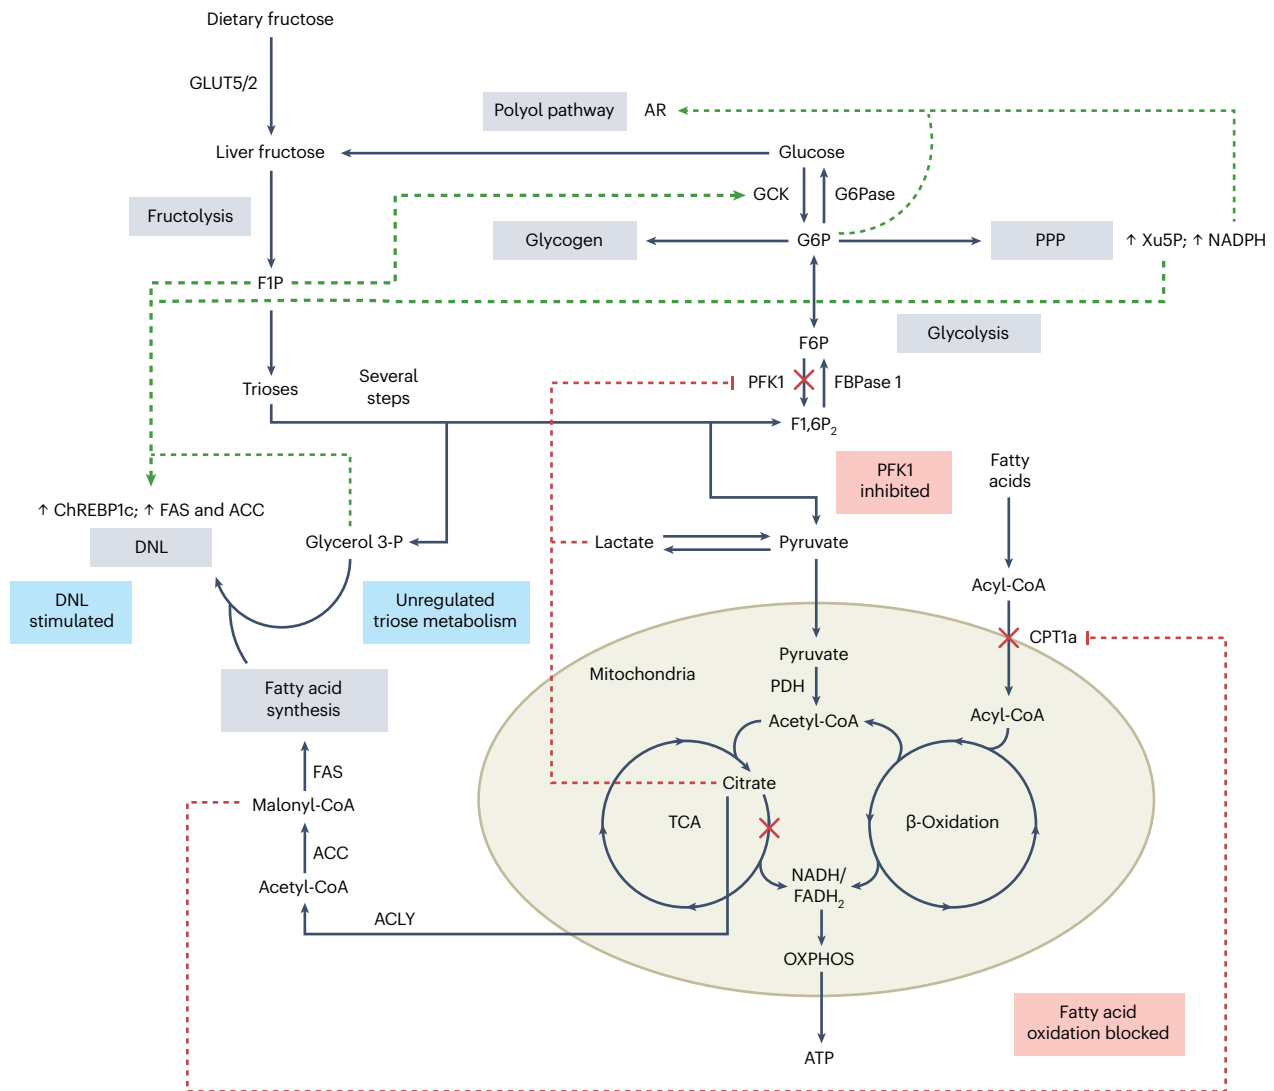 Dietary fructose
GLUT5/2
Polyol pathway
AR
Liver fructose
Glucose
GCK
G6Pase
Fructolysis
Glycogen
G6P
PPP
↑ Xu5P; ↑ NADPH
F1P
Glycolysis
F6P
Trioses
Several
steps
PFK1
FBPase 1
F1,6P₂
PFK1
inhibited
Fatty
acids
↑ ChREBP1c; ↑ FAS and ACC
DNL
Glycerol 3-P
Lactate
Pyruvate
Acyl-CoA
DNL
stimulated
Unregulated
triose metabolism
CPT1a
Mitochondria
Pyruvate
PDH
Fatty acid
synthesis
Acetyl-CoA
Acyl-CoA
FAS
Citrate
Malonyl-CoA
TCA
β-Oxidation
ACC
Acetyl-CoA
NADH/
FADH₂
ACLY
OXPHOS
Fatty acid
oxidation blocked
ATP